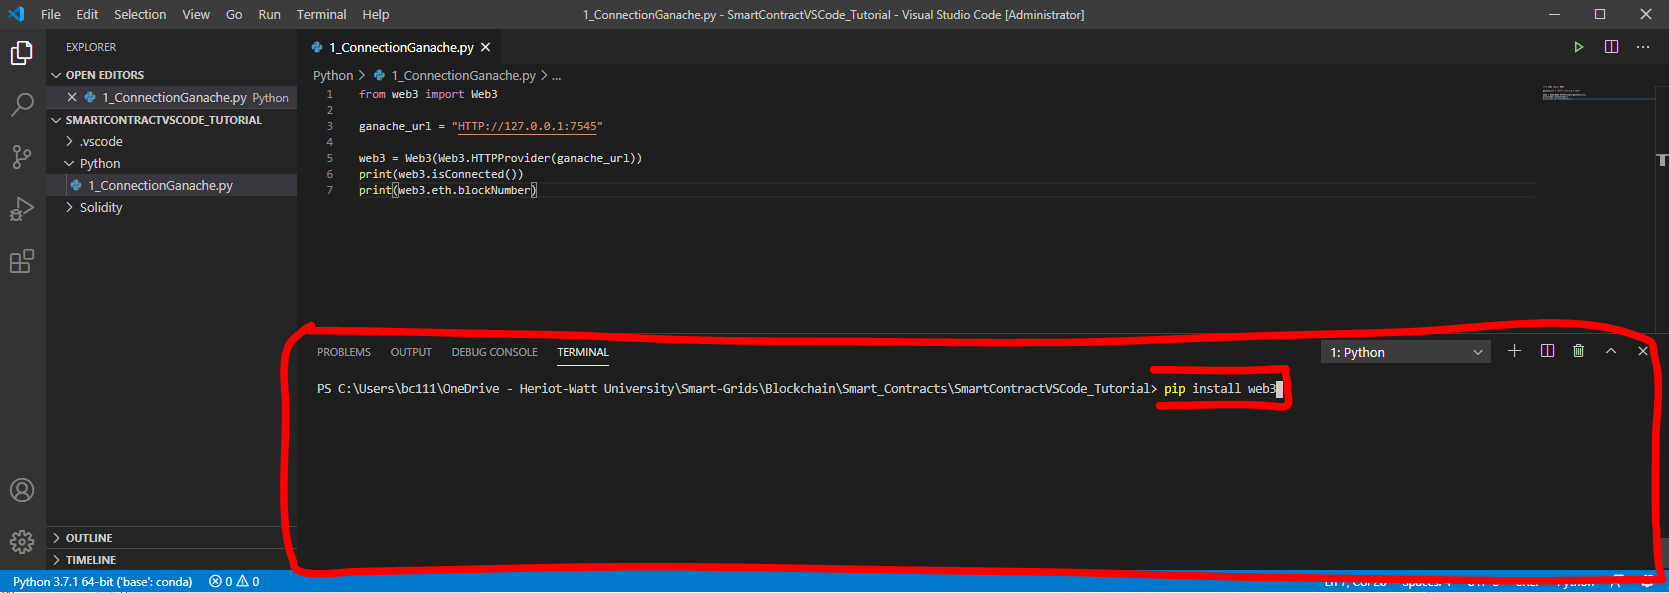 File Edit Selection View Go Run Terminal Help
1_ConnectionGanache.py - SmartContractVSCode_Tutorial - Visual Studio Code [Administrator]
EXPLORER
OPEN EDITORS
1_ConnectionGanache.py Python
SMARTCONTRACTVSCODE_TUTORIAL
.vscode
Python
1_ConnectionGanache.py
Solidity
OUTLINE
TIMELINE
1_ConnectionGanache.py
Python > 1_ConnectionGanache.py > ...
1 from web3 import Web3
2
3 ganache_url = "HTTP://127.0.0.1:7545"
4
5 web3 = Web3(Web3.HTTPProvider(ganache_url))
6 print(web3.isConnected())
7 print(web3.eth.blockNumber)
PROBLEMS OUTPUT DEBUG CONSOLE TERMINAL
1: Python
PS C:\Users\bc111\OneDrive - Heriot-Watt University\Smart-Grids\Blockchain\Smart_Contracts\SmartContractVSCode_Tutorial> pip install web3
Python 3.7.1 64-bit ('base': conda) 0 0